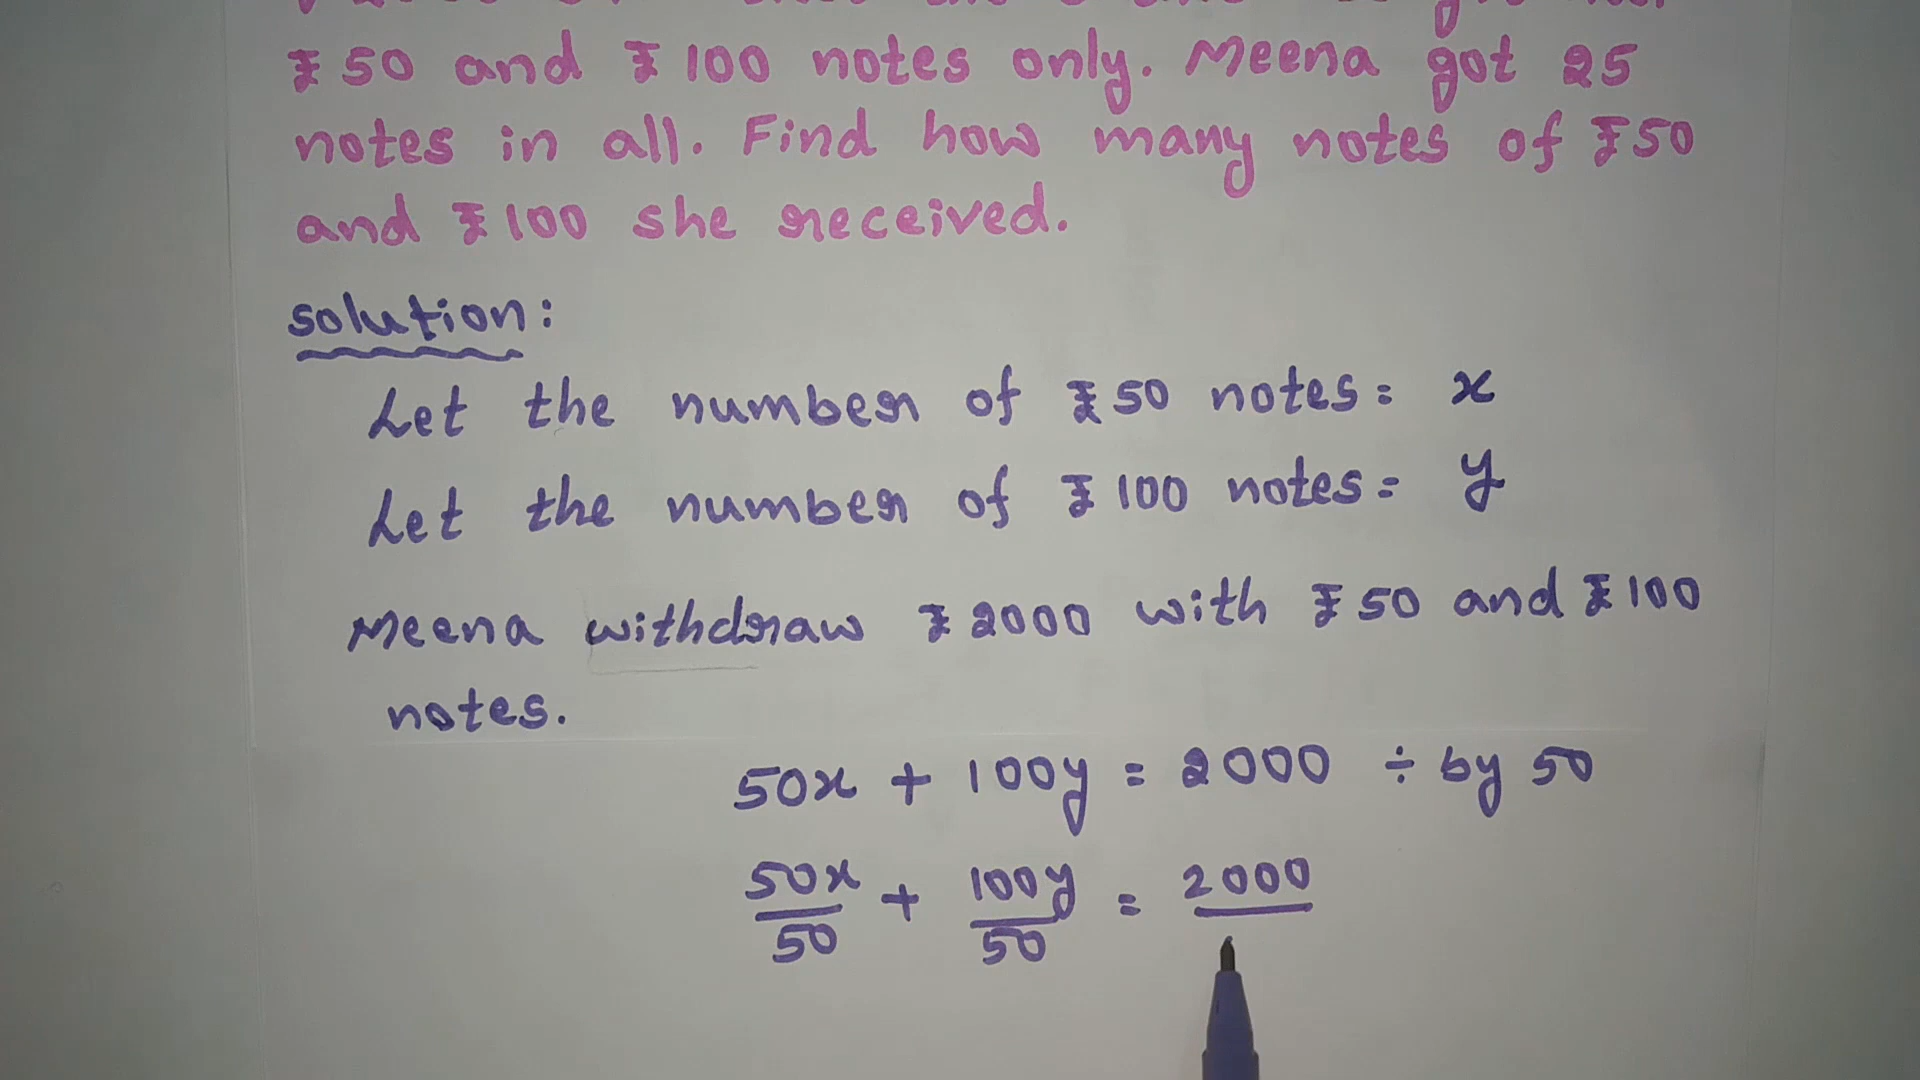 ₹50 and ₹100 notes only. Meena got 25
notes in all. Find how many notes of ₹50
and ₹100 she received.
solution:
Let the number of ₹50 notes = x
Let the number of ₹100 notes = y
Meena withdraw ₹2000 with ₹50 and ₹100
notes.
50x + 100y = 2000 ÷ by 50
50x/50 + 100y/50 = 2000